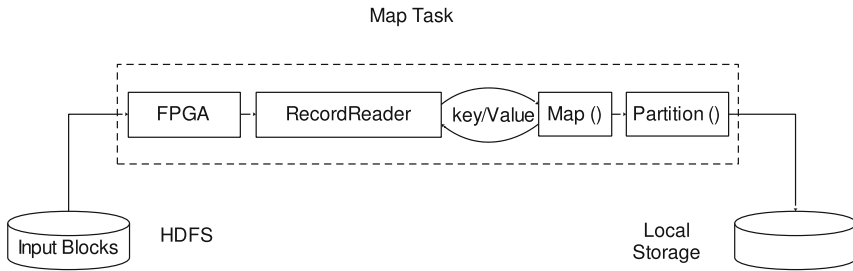 Map Task
FPGA
RecordReader
key/Value
Map ()
Partition ()
Input Blocks
HDFS
Local
Storage